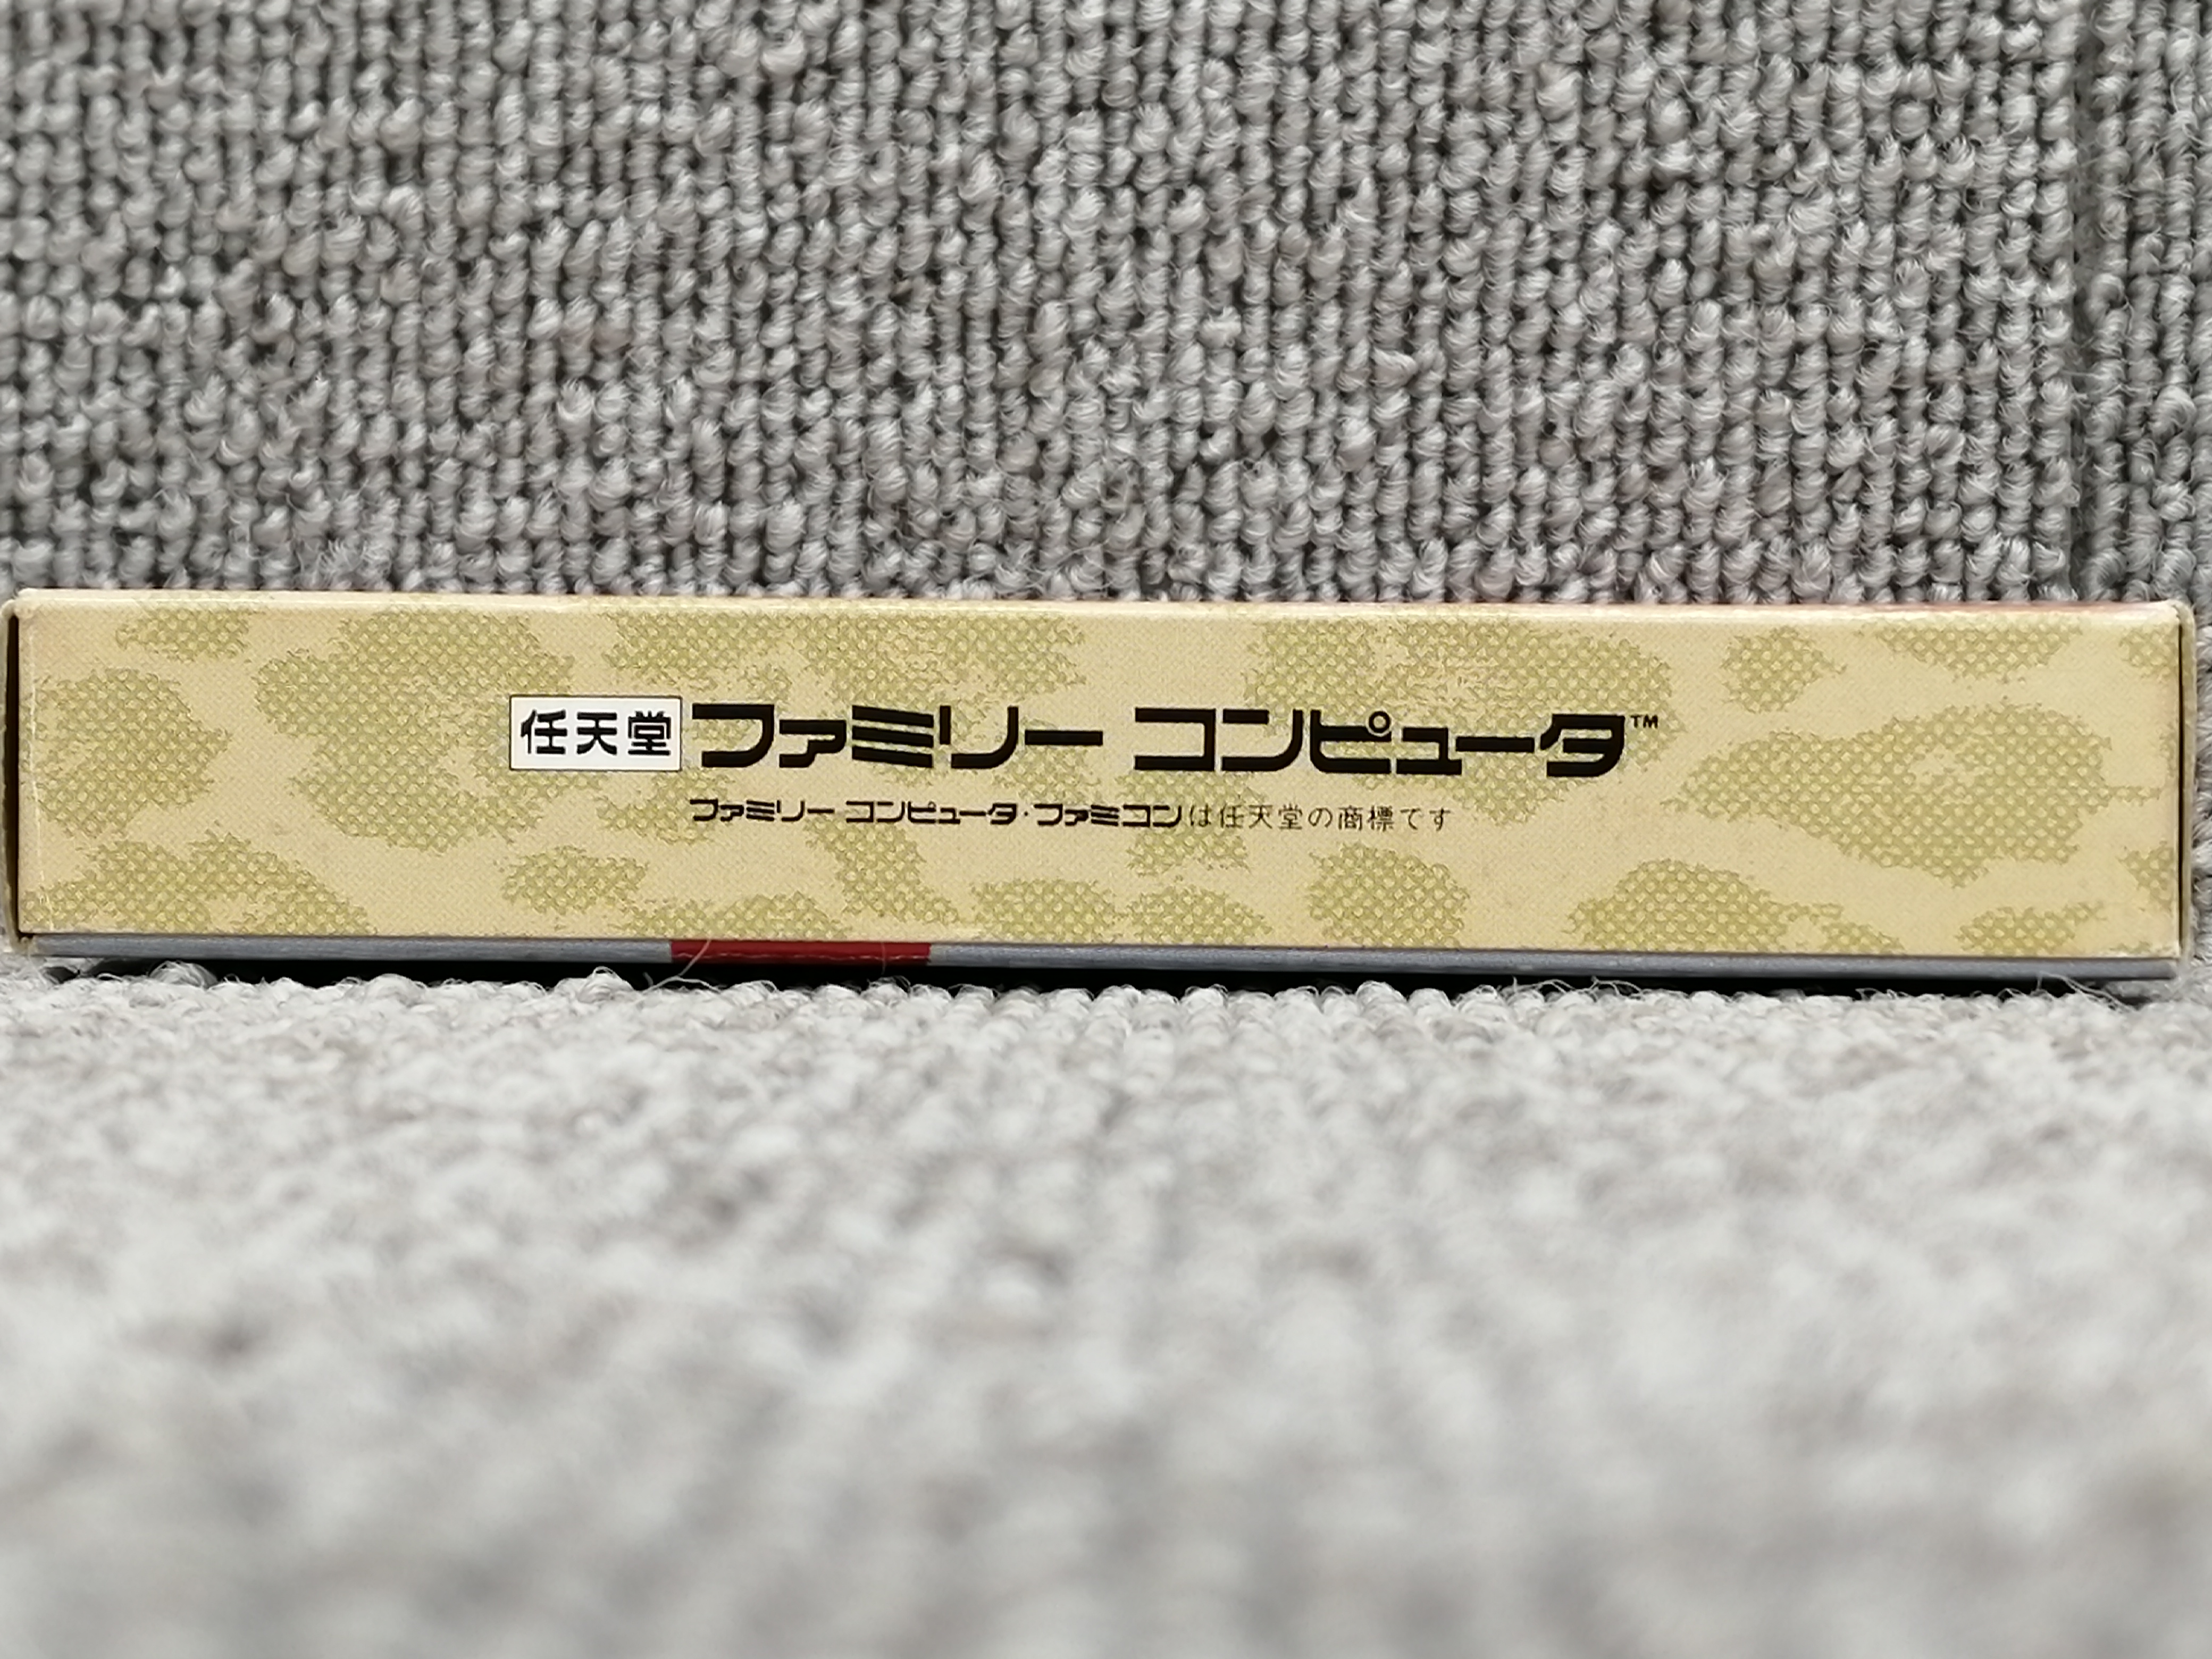 任天堂 ファミリー コンピュータ™
ファミリー コンピュータ・ファミコンは任天堂の商標です